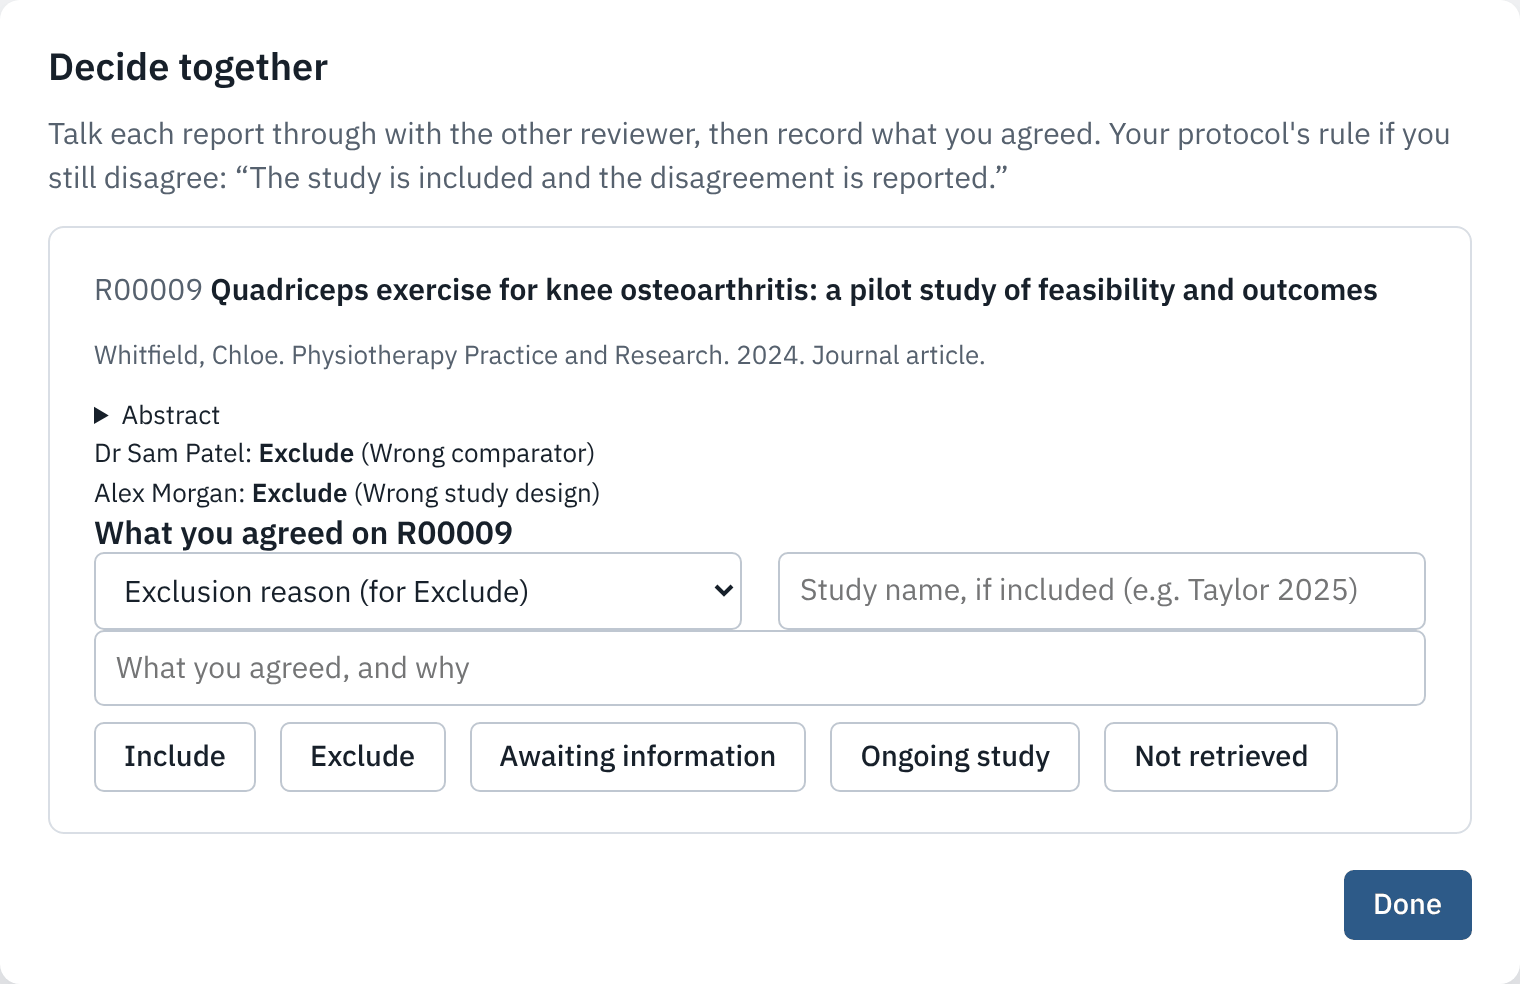 Decide together
Talk each report through with the other reviewer, then record what you agreed. Your protocol's rule if you
still disagree: “The study is included and the disagreement is reported.”
R00009 Quadriceps exercise for knee osteoarthritis: a pilot study of feasibility and outcomes
Whitfield, Chloe. Physiotherapy Practice and Research. 2024. Journal article.
Abstract
Dr Sam Patel: Exclude (Wrong comparator)
Alex Morgan: Exclude (Wrong study design)
What you agreed on R00009
Exclusion reason (for Exclude) Study name, if included (e.g. Taylor 2025)
What you agreed, and why
Include Exclude Awaiting information Ongoing study Not retrieved
Done